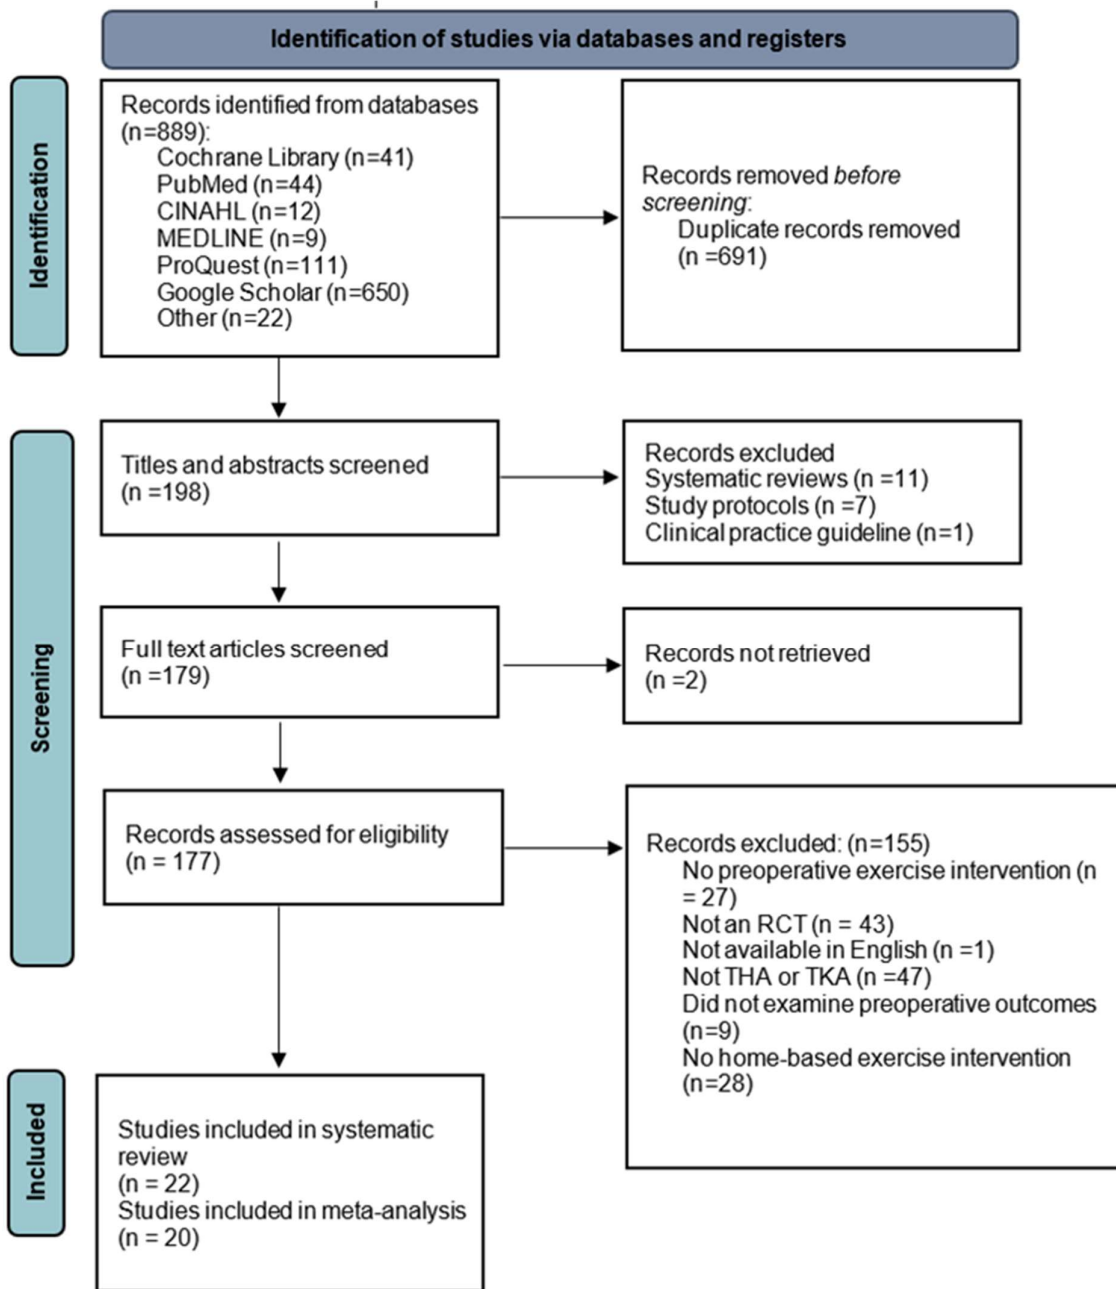 Identification of studies via databases and registers
Identification
Records identified from databases
(n=889):
Cochrane Library (n=41)
PubMed (n=44)
CINAHL (n=12)
MEDLINE (n=9)
ProQuest (n=111)
Google Scholar (n=650)
Other (n=22)
Records removed before
screening:
Duplicate records removed
(n =691)
Screening
Titles and abstracts screened
(n =198)
Records excluded
Systematic reviews (n =11)
Study protocols (n =7)
Clinical practice guideline (n=1)
Full text articles screened
(n =179)
Records not retrieved
(n =2)
Records assessed for eligibility
(n = 177)
Records excluded: (n=155)
No preoperative exercise intervention (n
= 27)
Not an RCT (n = 43)
Not available in English (n =1)
Not THA or TKA (n =47)
Did not examine preoperative outcomes
(n=9)
No home-based exercise intervention
(n=28)
Included
Studies included in systematic
review
(n = 22)
Studies included in meta-analysis
(n = 20)